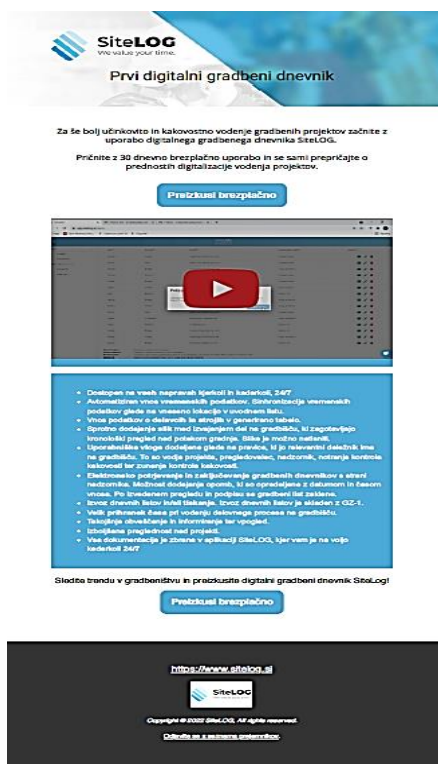 SiteLOG
We value your time.
Prvi digitalni gradbeni dnevnik
Za še bolj učinkovito in kakovostno vodenje gradbenih projektov začnite z
uporabo digitalnega gradbenega dnevnika SiteLOG.
Pričnite z 30 dnevno brezplačno uporabo in se sami prepričajte o
prednostih digitalizacije vodenja projektov.
Preizkusi brezplačno
Dostopen na vseh napravah kjerkoli in kaderkoli, 24/7
Avtomatiziran vnos vremenskih podatkov. Sinhronizacija vremenskih
podatkov glede na vneseno lokacijo v uvodnem listu.
Vnos podatkov o delavcih in strojih v generirano tabelo.
Sprotno dodajanje slik med izvajanjem del na gradbišču, ki zagotavljajo
kronološki pregled nad potekom gradnje. Slike je možno natisniti.
Uporabniške vloge dodeljene glede na pravice, ki jo relevantni deležnik ima
na gradbišču. To so vodja projekta, pregledovalec, nadzornik, notranja kontrola
kakovosti ter zunanja kontrola kakovosti.
Elektronsko potrjevanje in zaključevanje gradbenih dnevnikov s strani
nadzornika. Možnost dodajanja opomb, ki so opredeljene z datumom in časom
vnosa. Po izvedenem pregledu in podpisu se gradbeni list zaklene.
Izvoz dnevnih listov in/ali tiskanje. Izvoz dnevnih listov je skladen z GZ-1.
Velik prihranek časa pri vodenju delovnega procesa na gradbišču.
Takojšnje obveščanje in informiranje ter vpogled.
Izboljšana preglednost nad projekti.
Vsa dokumentacija je zbrana v aplikaciji SiteLOG, kjer vam je na voljo
kaderkoli 24/7
Sledite trendu v gradbeništvu in preizkusite digitalni gradbeni dnevnik SiteLog!
Preizkusi brezplačno
https://www.sitelog.si
SiteLOG
Copyright © 2022 SiteLOG, All rights reserved.
Odjavite se z seznama prejemnikov.